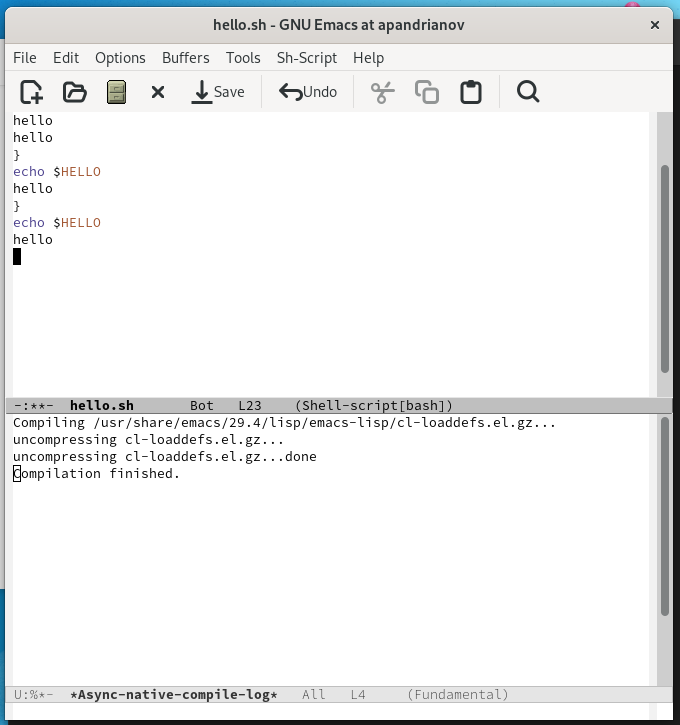 hello.sh - GNU Emacs at apandrianov
File Edit Options Buffers Tools Sh-Script Help
Save Undo
hello
hello
}
echo $HELLO
hello
}
echo $HELLO
hello
-:**- hello.sh Bot L23 (Shell-script[bash])
Compiling /usr/share/emacs/29.4/lisp/emacs-lisp/cl-loaddefs.el.gz...
uncompressing cl-loaddefs.el.gz...
uncompressing cl-loaddefs.el.gz...done
Compilation finished.
U:%*- *Async-native-compile-log* All L4 (Fundamental)